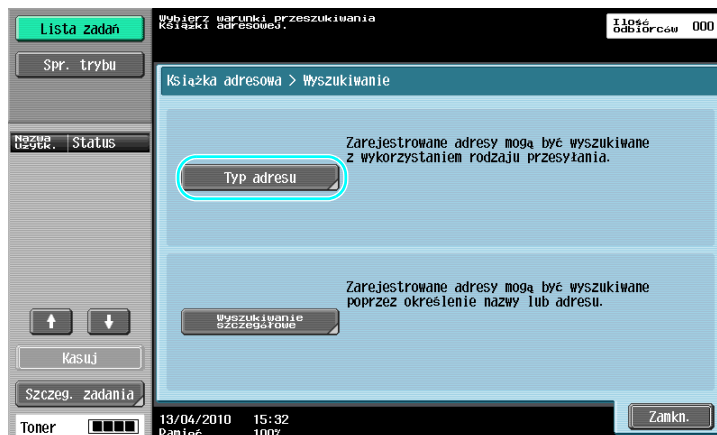 Lista zadań
Wybierz warunki przeszukiwania
Książki adresowej.
Ilość
odbiorców 000
Spr. trybu
Książka adresowa > Wyszukiwanie
Nazwa
użytk. Status
Zarejestrowane adresy mogą być wyszukiwane
z wykorzystaniem rodzaju przesyłania.
Typ adresu
Zarejestrowane adresy mogą być wyszukiwane
poprzez określenie nazwy lub adresu.
Wyszukiwanie
szczegółowe
Kasuj
Szczeg. zadania
Toner
13/04/2010 15:32
Pamięć 100%
Zamkn.